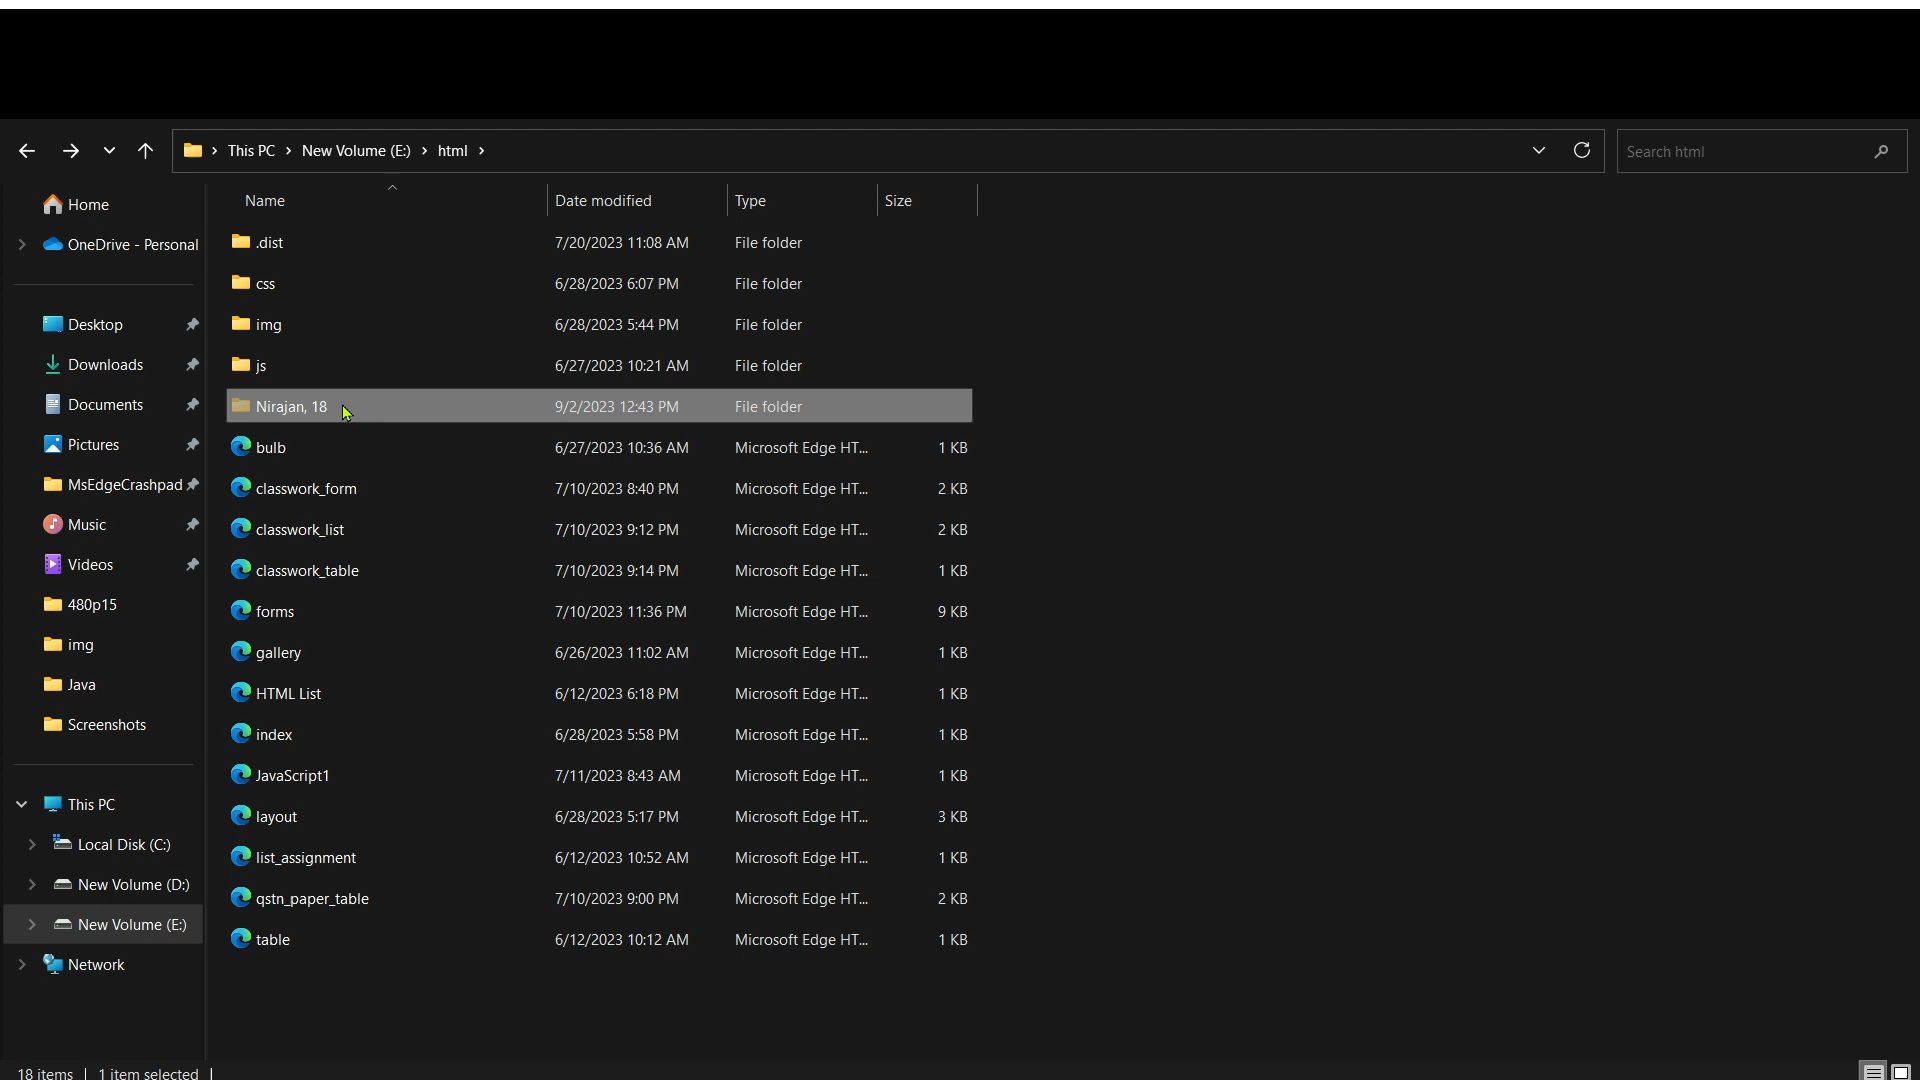 This PC New Volume (E:) html
Search html
Name Date modified Type Size
.dist 7/20/2023 11:08 AM File folder
css 6/28/2023 6:07 PM File folder
img 6/28/2023 5:44 PM File folder
js 6/27/2023 10:21 AM File folder
Nirajan, 18 9/2/2023 12:43 PM File folder
bulb 6/27/2023 10:36 AM Microsoft Edge HT... 1 KB
classwork_form 7/10/2023 8:40 PM Microsoft Edge HT... 2 KB
classwork_list 7/10/2023 9:12 PM Microsoft Edge HT... 2 KB
classwork_table 7/10/2023 9:14 PM Microsoft Edge HT... 1 KB
forms 7/10/2023 11:36 PM Microsoft Edge HT... 9 KB
gallery 6/26/2023 11:02 AM Microsoft Edge HT... 1 KB
HTML List 6/12/2023 6:18 PM Microsoft Edge HT... 1 KB
index 6/28/2023 5:58 PM Microsoft Edge HT... 1 KB
JavaScript1 7/11/2023 8:43 AM Microsoft Edge HT... 1 KB
layout 6/28/2023 5:17 PM Microsoft Edge HT... 3 KB
list_assignment 6/12/2023 10:52 AM Microsoft Edge HT... 1 KB
qstn_paper_table 7/10/2023 9:00 PM Microsoft Edge HT... 2 KB
table 6/12/2023 10:12 AM Microsoft Edge HT... 1 KB
Home
OneDrive - Personal
Desktop
Downloads
Documents
Pictures
MsEdgeCrashpad
Music
Videos
480p15
img
Java
Screenshots
This PC
Local Disk (C:)
New Volume (D:)
New Volume (E:)
Network
18 items 1 item selected